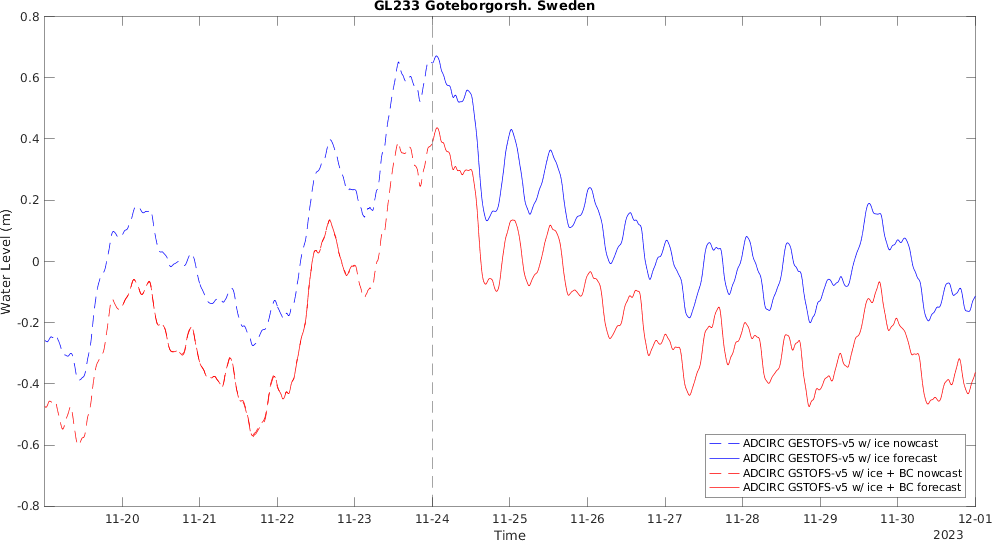 GL233 Goteborgorsh. Sweden
0.8
0.6
0.4
0.2
0
-0.2
-0.4
-0.6
-0.8
Water Level (m)
11-20 11-21 11-22 11-23 11-24 11-25 11-26 11-27 11-28 11-29 11-30 12-01
Time
2023
ADCIRC GESTOFS-v5 w/ ice nowcast
ADCIRC GESTOFS-v5 w/ ice forecast
ADCIRC GSTOFS-v5 w/ ice + BC nowcast
ADCIRC GSTOFS-v5 w/ ice + BC forecast